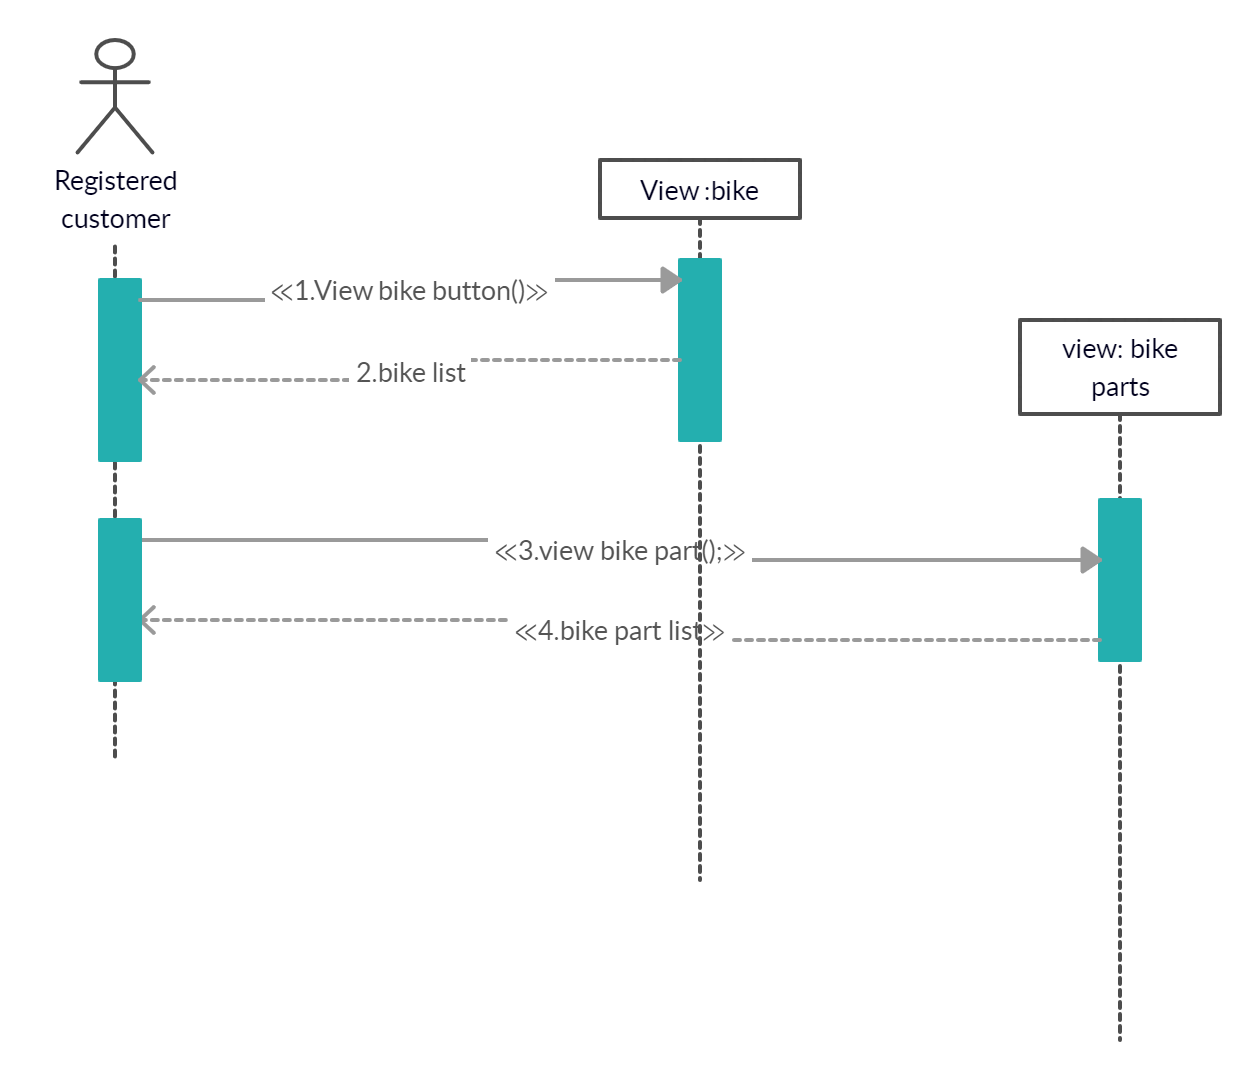 Registered
customer
View :bike
≪1.View bike button()≫
2.bike list
view: bike
parts
≪3.view bike part();≫
≪4.bike part list≫